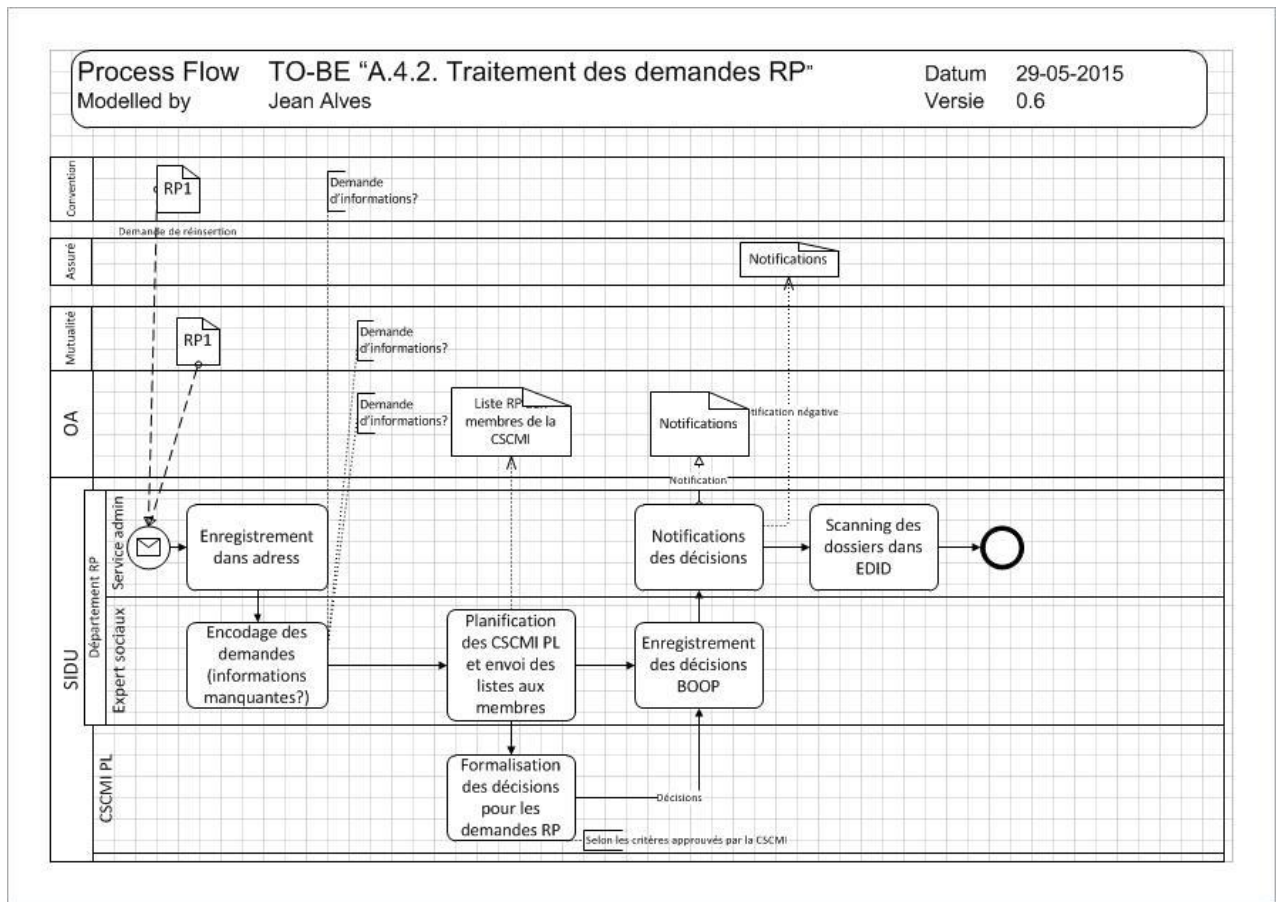 Process Flow TO-BE “A.4.2. Traitement des demandes RP”
Datum 29-05-2015
Modelled by Jean Alves
Versie 0.6
Convention
RP1
Demande
d'informations?
Demande de réinsertion
Assuré
Notifications
Mutualité
RP1
Demande
d'informations?
OA
Demande
d'informations?
Liste RP
membres de la
CSCMI
Notifications
négative
Notification
SIDU
Département RP
Service admin
Enregistrement
dans adress
Notifications
des décisions
Scanning des
dossiers dans
EDID
Expert sociaux
Encodage des
demandes
(informations
manquantes?)
Planification
des CSCMI PL
et envoi des
listes aux
membres
Enregistrement
des décisions
BOOP
CSCMI PL
Formalisation
des décisions
pour les
demandes RP
Décisions
Selon les critères approuvés par la CSCMI